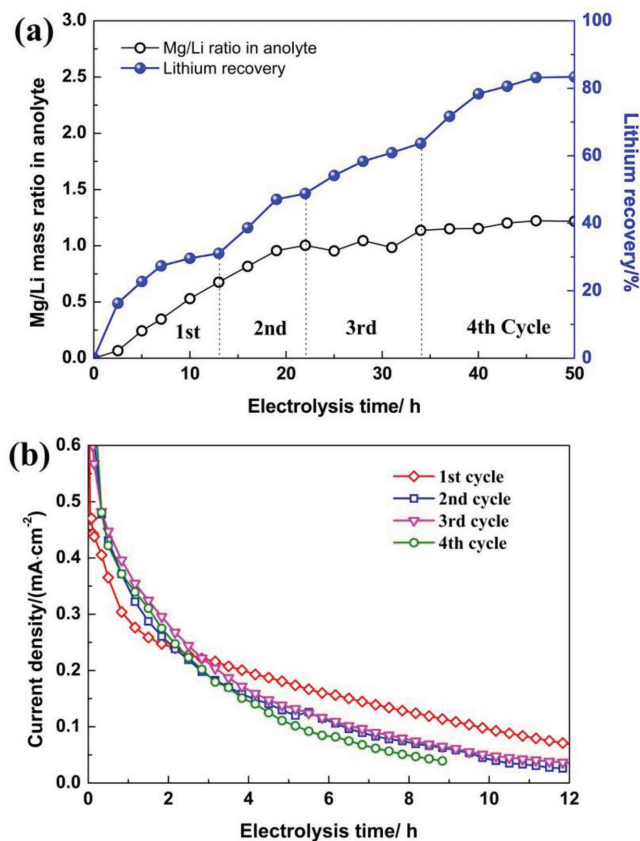 (a)
Mg/Li mass ratio in anolyte
3.0
2.5
2.0
1.5
1.0
0.5
0.0
Mg/Li ratio in anolyte
Lithium recovery
1st
2nd
3rd
4th Cycle
100
80
60
40
20
0
Lithium recovery/%
0
10
20
30
40
50
Electrolysis time/ h
(b)
Current density/(mA·cm⁻²)
0.6
0.5
0.4
0.3
0.2
0.1
0.0
1st cycle
2nd cycle
3rd cycle
4th cycle
0
2
4
6
8
10
12
Electrolysis time/ h